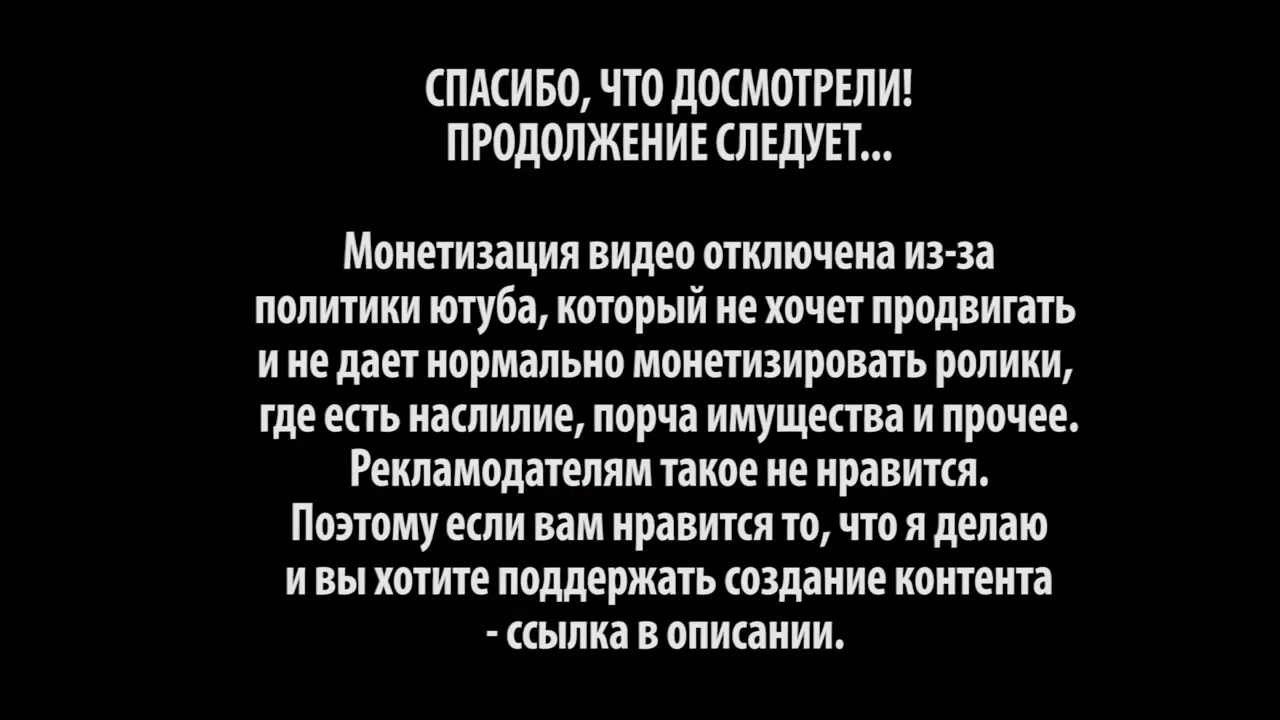 СПАСИБО, ЧТО ДОСМОТРЕЛИ!
ПРОДОЛЖЕНИЕ СЛЕДУЕТ...
Монетизация видео отключена из-за
политики ютуба, который не хочет продвигать
и не дает нормально монетизировать ролики,
где есть наслилие, порча имущества и прочее.
Рекламодателям такое не нравится.
Поэтому если вам нравится то, что я делаю
и вы хотите поддержать создание контента
- ссылка в описании.